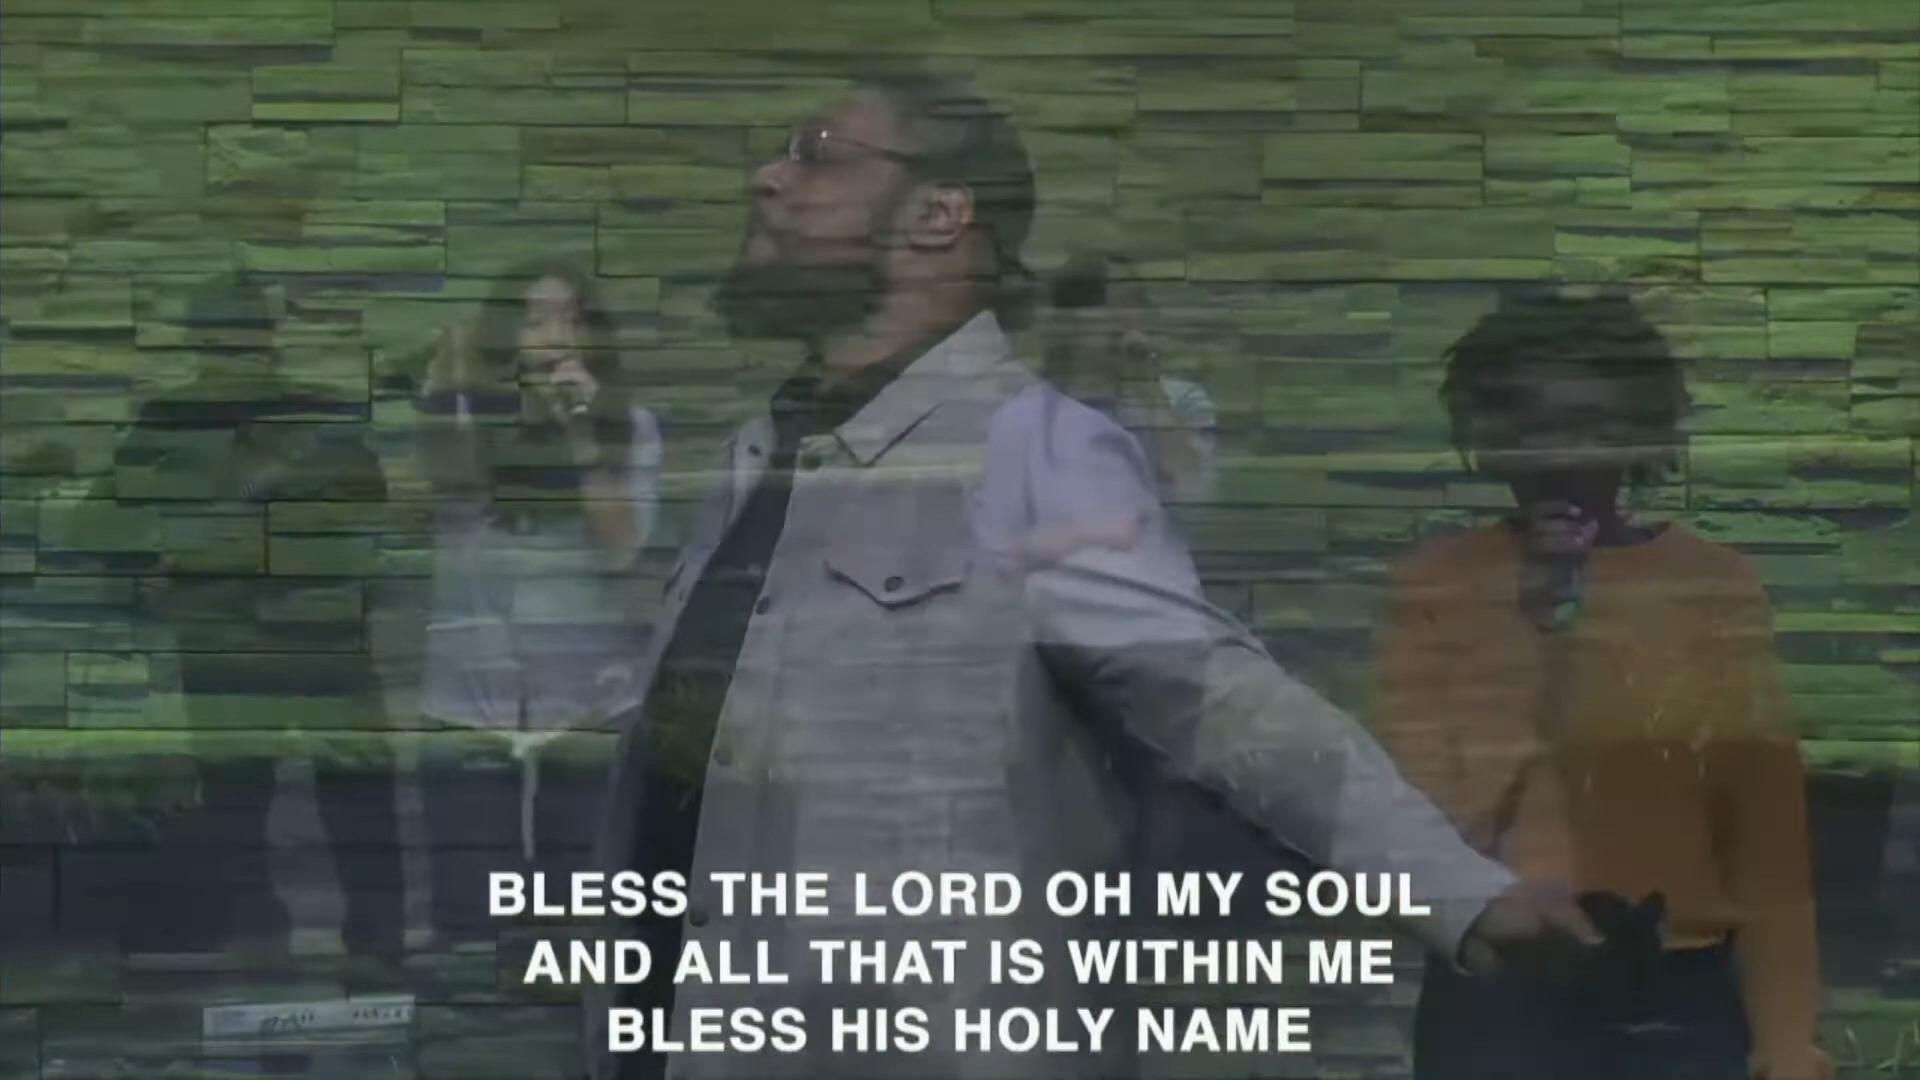 BLESS THE LORD OH MY SOUL
AND ALL THAT IS WITHIN ME
BLESS HIS HOLY NAME